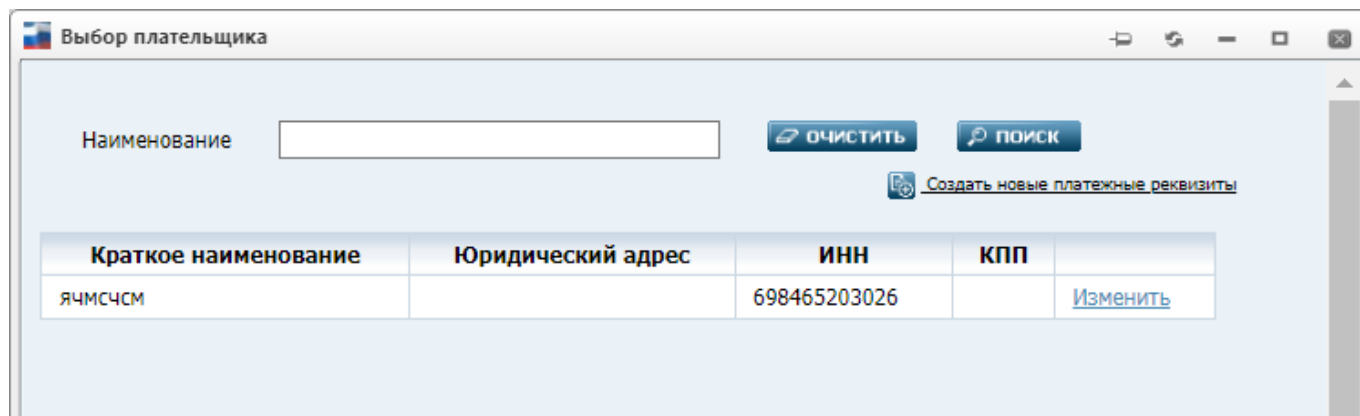 Выбор плательщика
Наименование ОЧИСТИТЬ ПОИСК
Создать новые платежные реквизиты
Краткое наименование Юридический адрес ИНН КПП
ячмсчсм 698465203026 Изменить